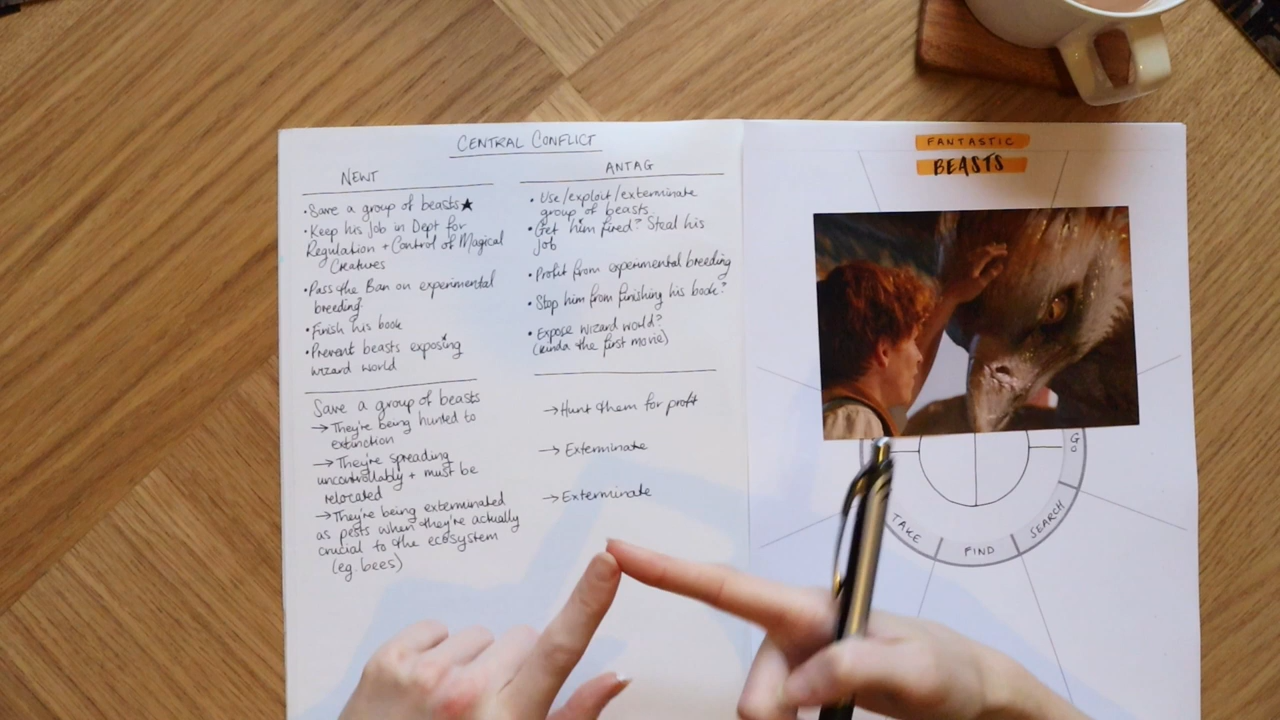 CENTRAL CONFLICT
NEWT
• Save a group of beasts★
• Keep his job in Dept for
Regulation + Control of Magical
Creatures
• Pass the Ban on experimental
breeding?
• Finish his book
• Prevent beasts exposing
wizard world
ANTAG
• Use/exploit/exterminate
group of beasts
• Get him fired? Steal his
job
• Profit from experimental breeding
• Stop him from finishing his book?
• Expose wizard world?
(kinda the first movie)
Save a group of beasts
→ They're being hunted to
extinction
→ They're spreading
uncontrollably + must be
relocated
→ They're being exterminated
as pests when they're actually
crucial to the ecosystem
(eg. bees)
→ Hunt them for profit
→ Exterminate
→ Exterminate
FANTASTIC
BEASTS
GO
SEARCH
FIND
TAKE